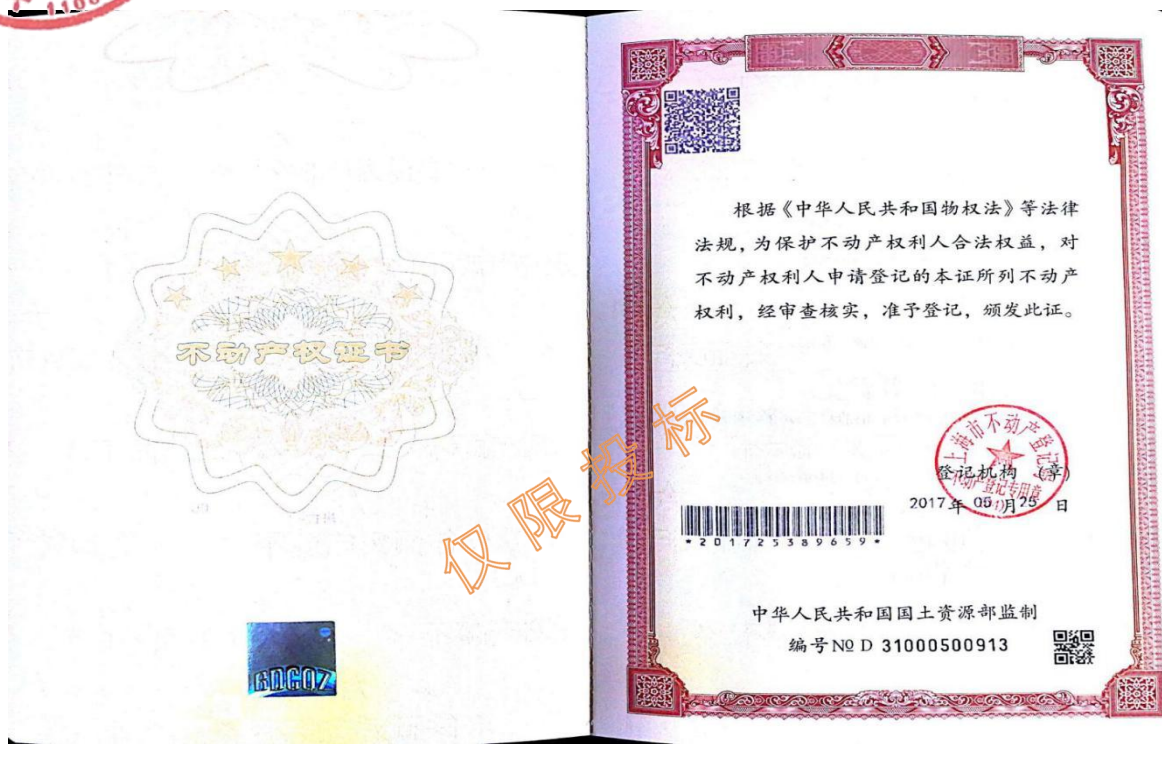 1100
不动产权证书
根据《中华人民共和国物权法》等法律
法规，为保护不动产权利人合法权益，对
不动产权利人申请登记的本证所列不动产
权利，经审查核实，准予登记，颁发此证。
上海市不动产登记
不动产登记专用章
登记机构（章）
2017年 05月25 日
*201725389659*
仅限投标
中华人民共和国国土资源部监制
编号№ D 31000500913